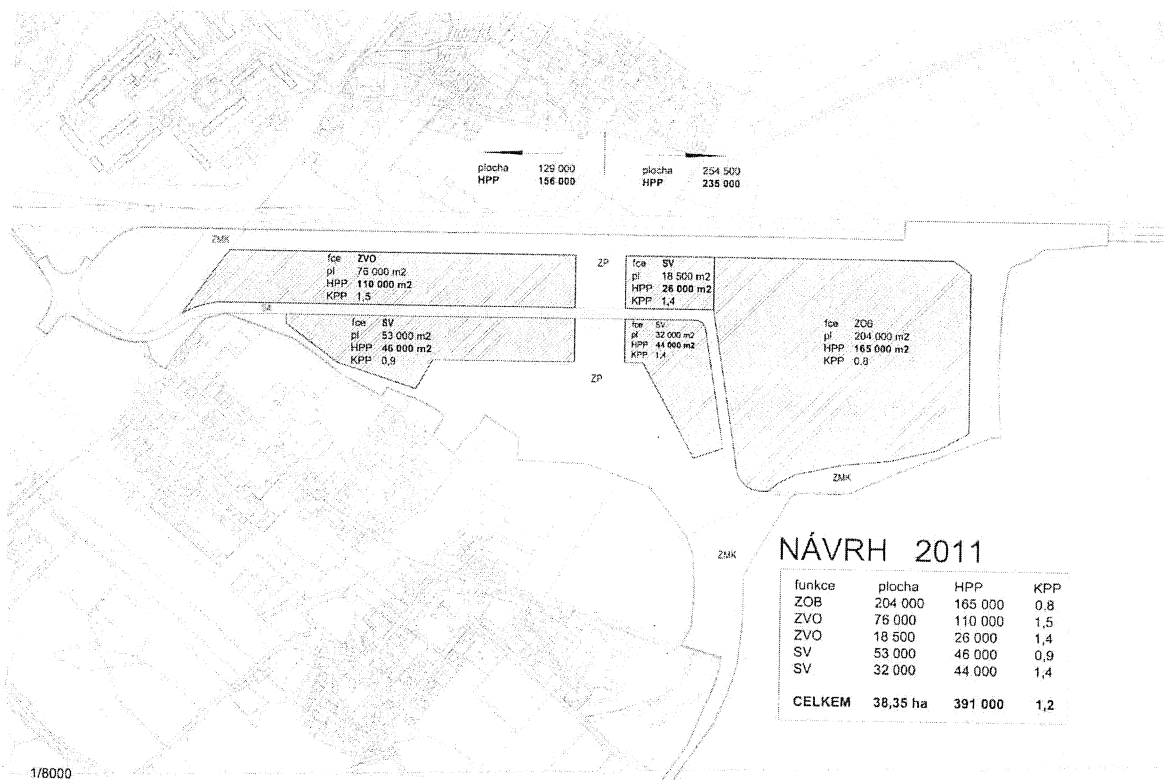 plocha 129 000
HPP 156 000
plocha 254 500
HPP 235 000
ZMK
fce ZVO
pl 76 000 m2
HPP 110 000 m2
KPP 1,5
ZP
fce SV
pl 18 500 m2
HPP 26 000 m2
KPP 1,4
fce SV
pl 53 000 m2
HPP 46 000 m2
KPP 0,9
fce SV
pl 32 000 m2
HPP 44 000 m2
KPP 1,4
fce ZOB
pl 204 000 m2
HPP 165 000 m2
KPP 0,8
ZP
ZMK
ZMK
NÁVRH 2011
funkce plocha HPP KPP
ZOB 204 000 165 000 0,8
ZVO 76 000 110 000 1,5
ZVO 18 500 26 000 1,4
SV 53 000 46 000 0,9
SV 32 000 44 000 1,4
CELKEM 38,35 ha 391 000 1,2
1/8000